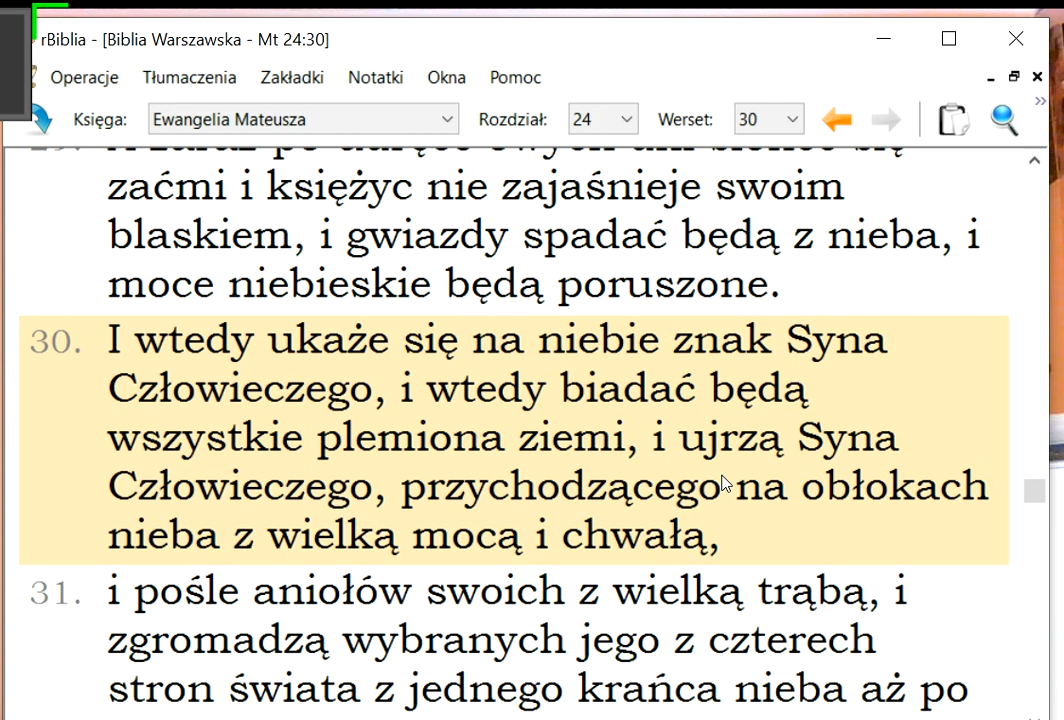 rBiblia - [Biblia Warszawska - Mt 24:30]
Operacje Tłumaczenia Zakładki Notatki Okna Pomoc
Księga: Ewangelia Mateusza Rozdział: 24 Werset: 30
zaćmi i księżyc nie zajaśnieje swoim
blaskiem, i gwiazdy spadać będą z nieba, i
moce niebieskie będą poruszone.
30. I wtedy ukaże się na niebie znak Syna
Człowieczego, i wtedy biadać będą
wszystkie plemiona ziemi, i ujrzą Syna
Człowieczego, przychodzącego na obłokach
nieba z wielką mocą i chwałą,
31. i pośle aniołów swoich z wielką trąbą, i
zgromadzą wybranych jego z czterech
stron świata z jednego krańca nieba aż po